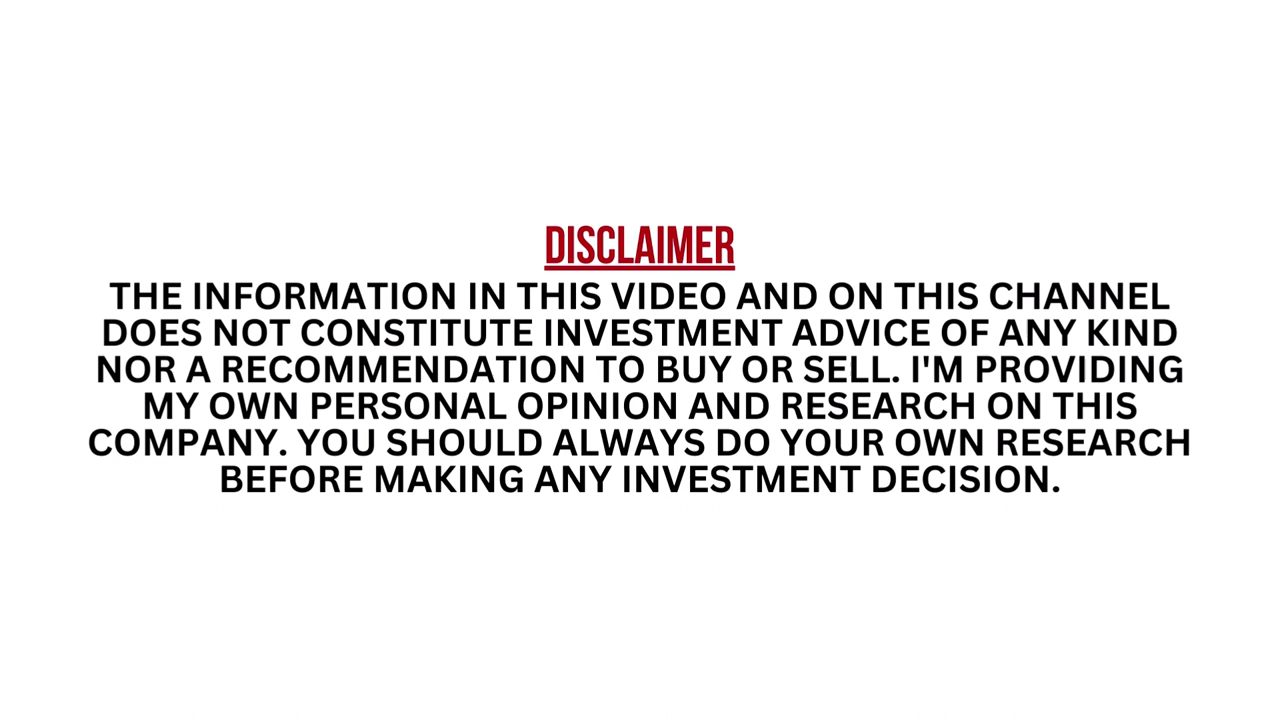 DISCLAIMER
THE INFORMATION IN THIS VIDEO AND ON THIS CHANNEL
DOES NOT CONSTITUTE INVESTMENT ADVICE OF ANY KIND
NOR A RECOMMENDATION TO BUY OR SELL. I'M PROVIDING
MY OWN PERSONAL OPINION AND RESEARCH ON THIS
COMPANY. YOU SHOULD ALWAYS DO YOUR OWN RESEARCH
BEFORE MAKING ANY INVESTMENT DECISION.